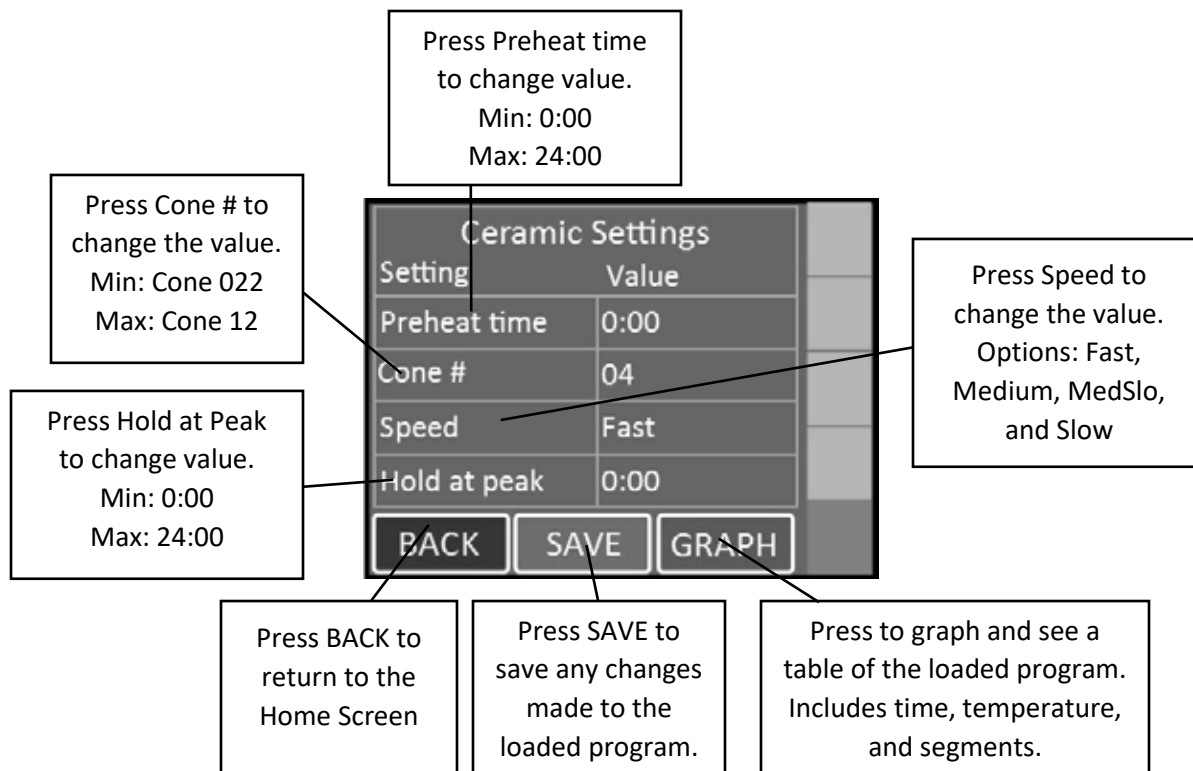 Press Preheat time
to change value.
Min: 0:00
Max: 24:00
Press Cone # to
change the value.
Min: Cone 022
Max: Cone 12
Press Hold at Peak
to change value.
Min: 0:00
Max: 24:00
Ceramic Settings
Setting Value
Preheat time 0:00
Cone # 04
Speed Fast
Hold at peak 0:00
BACK SAVE GRAPH
Press Speed to
change the value.
Options: Fast,
Medium, MedSlo,
and Slow
Press BACK to
return to the
Home Screen
Press SAVE to
save any changes
made to the
loaded program.
Press to graph and see a
table of the loaded program.
Includes time, temperature,
and segments.